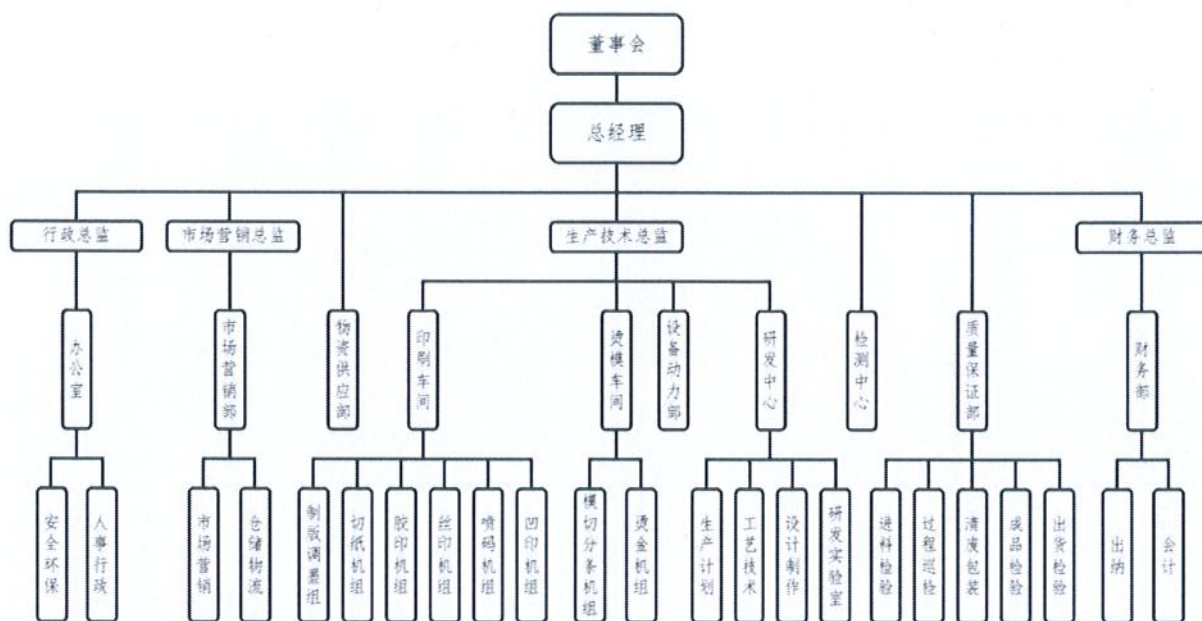 董事会
总经理
行政总监
市场营销总监
生产技术总监
财务总监
办公室
市场营销部
物资供应部
印刷车间
烫模车间
设备动力部
研发中心
检测中心
质量保证部
财务部
安全环保
人事行政
市场营销
仓储物流
制版调墨组
切纸机组
胶印机组
丝印机组
喷码机组
凹印机组
模切分条机组
烫金机组
生产计划
工艺技术
设计制作
研发实验室
进料检验
过程巡检
清废包装
成品检验
出货检验
出纳
会计